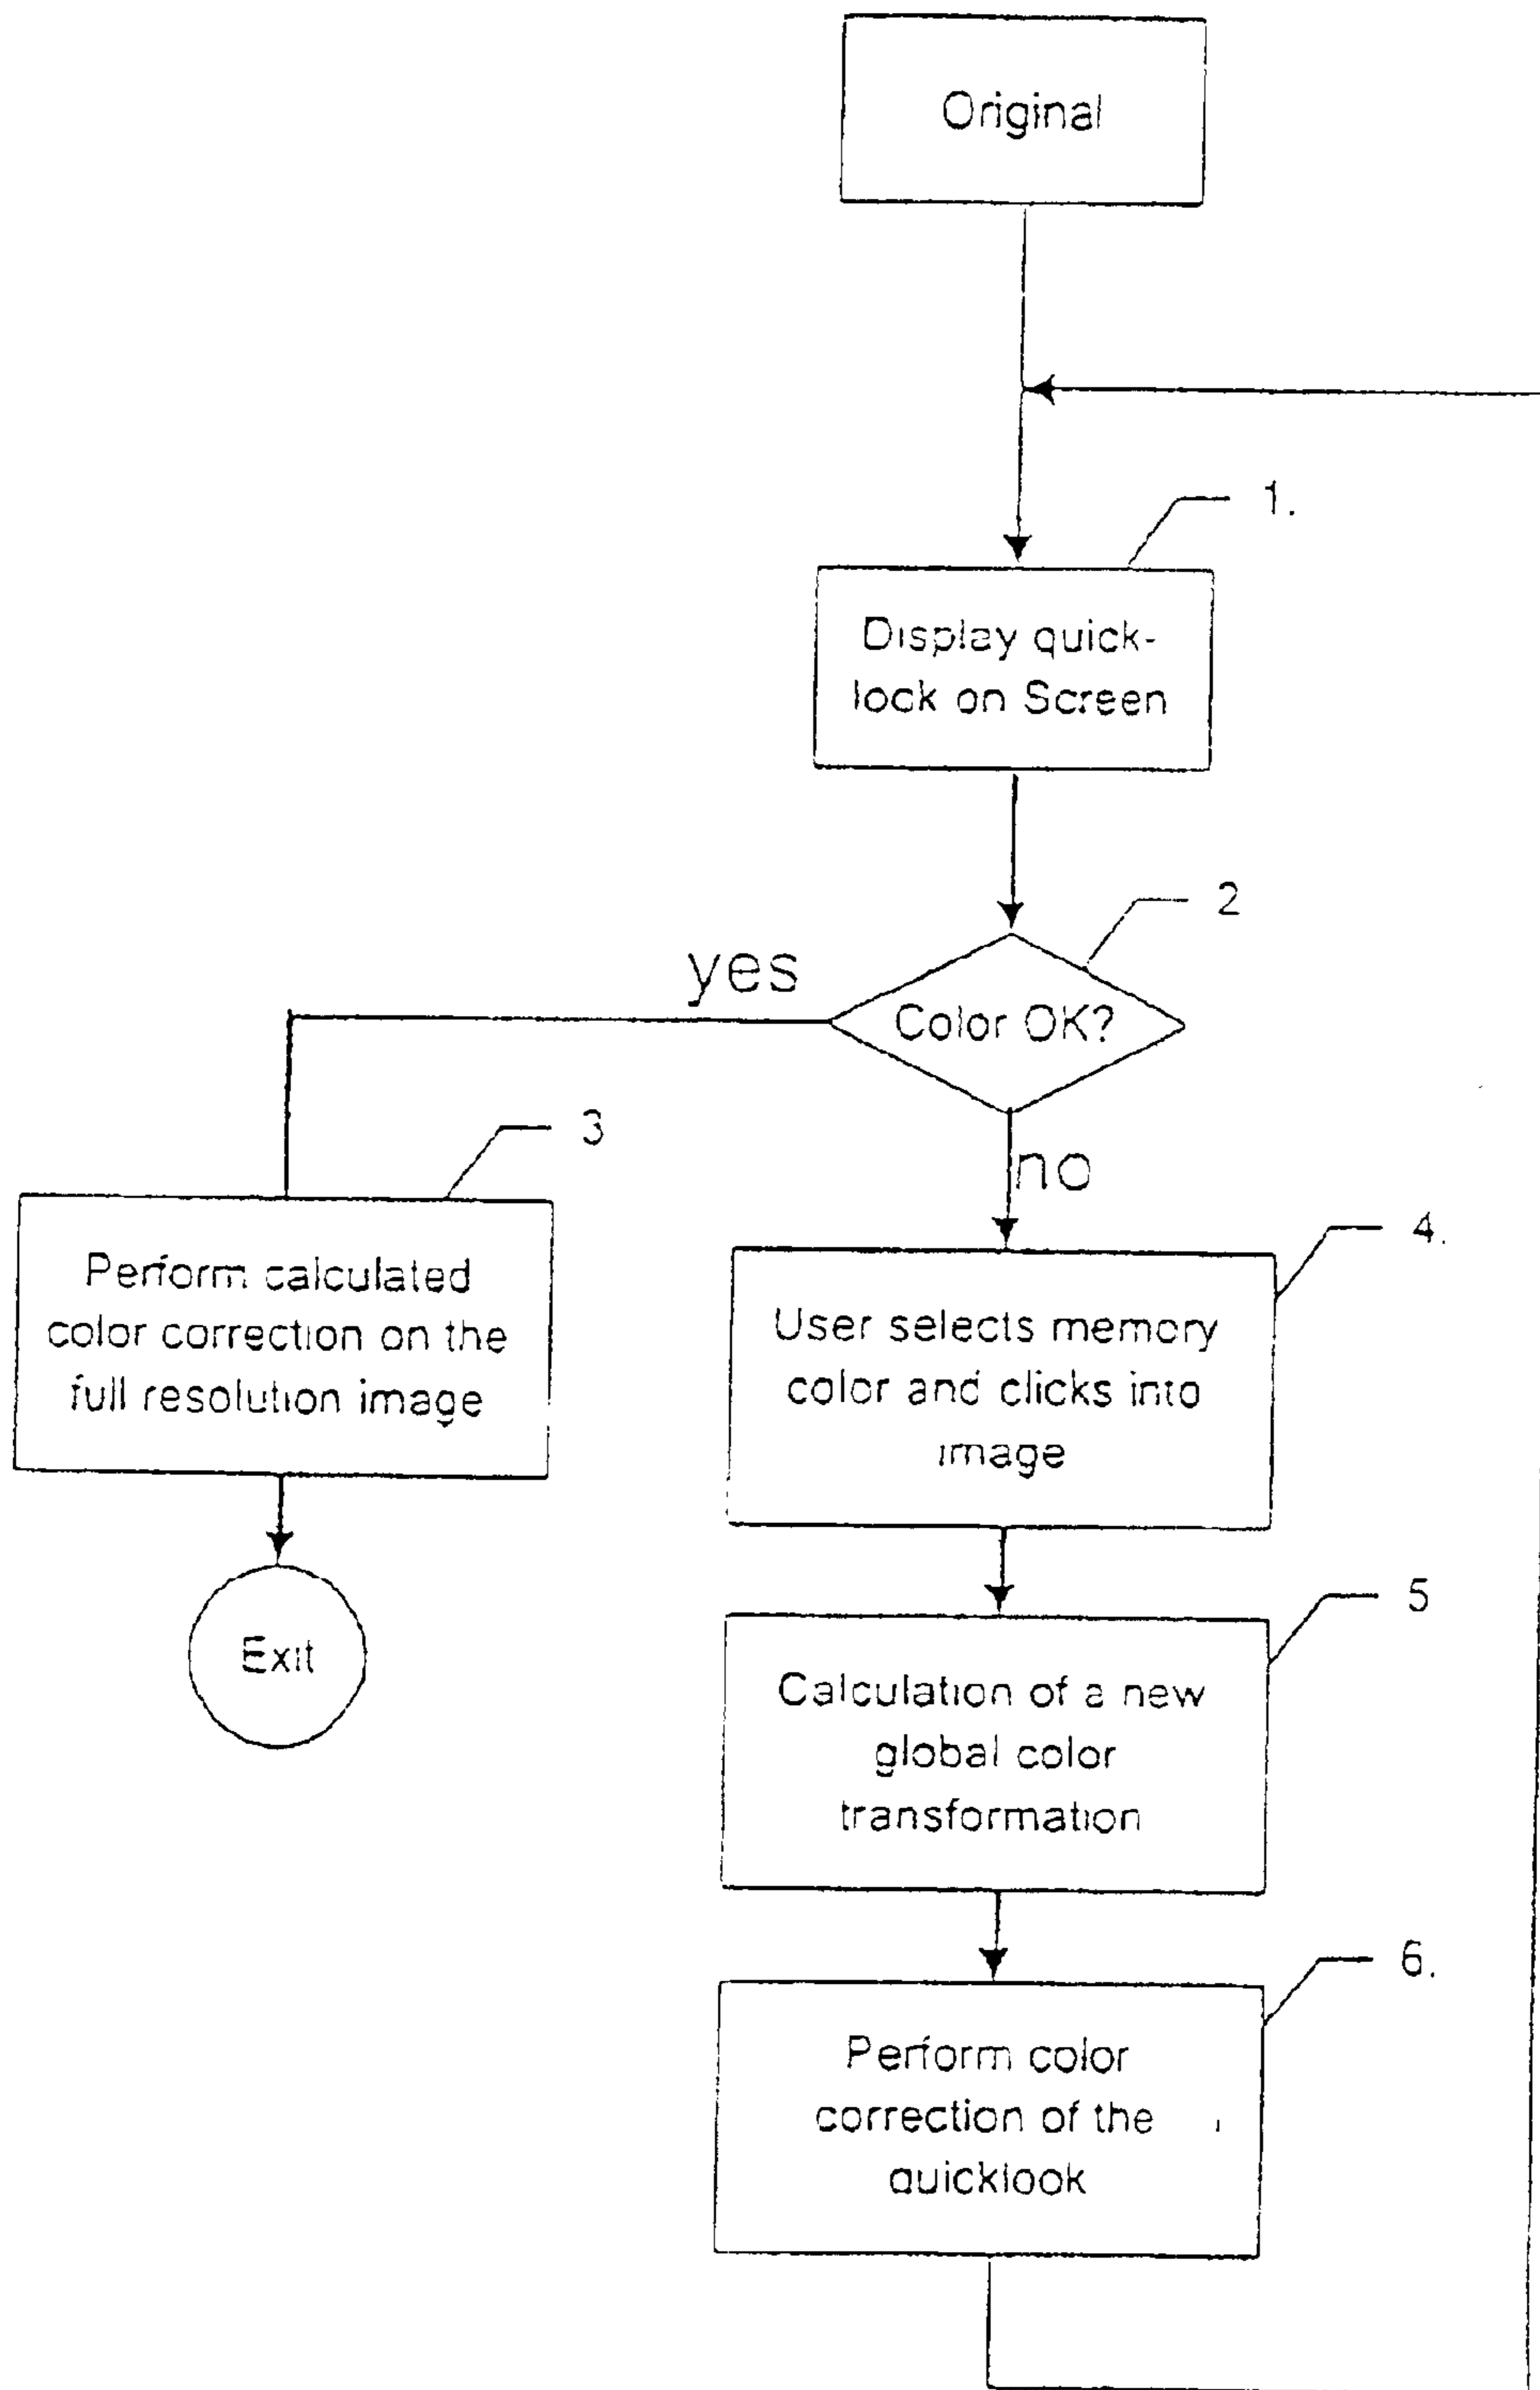 Original
1.
Display quick-
lock on Screen
2
Color OK?
yes
no
3
Perform calculated
color correction on the
full resolution image
Exit
4.
User selects memory
color and clicks into
image
5
Calculation of a new
global color
transformation
6.
Perform color
correction of the
quicklook